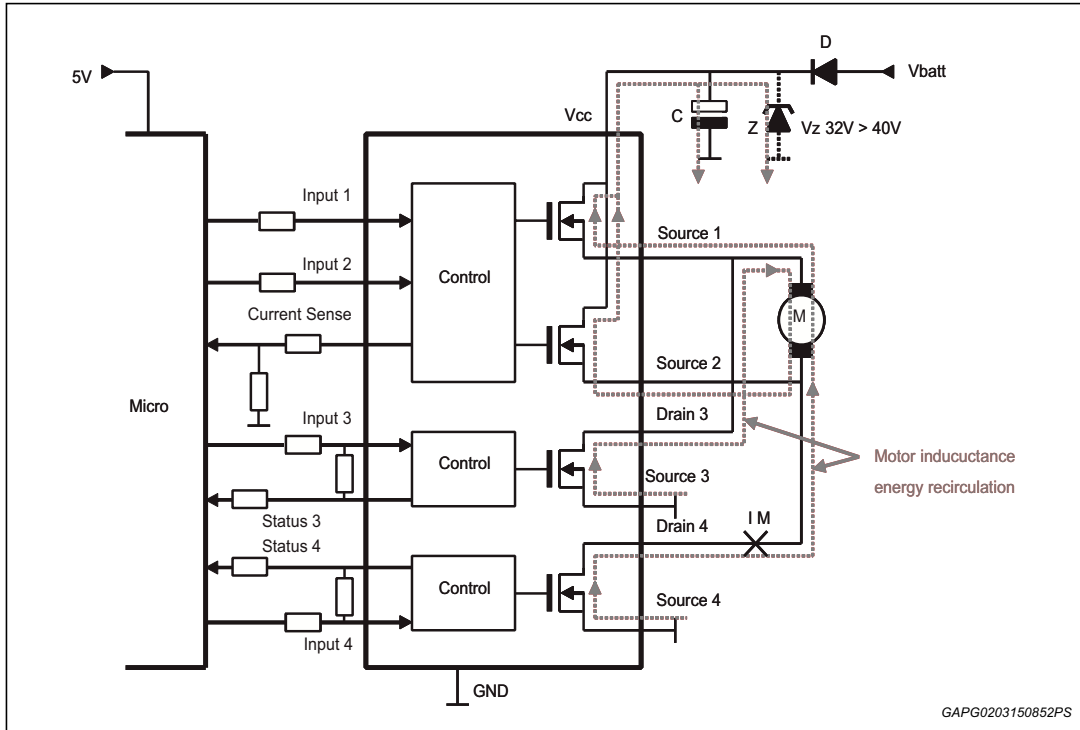 D
5V
Vbatt
Vcc
C
Z
Vz 32V > 40V
Input 1
Source 1
Input 2
Control
Current Sense
M
Source 2
Micro
Drain 3
Input 3
Control
Source 3
Motor inducuctance
energy recirculation
Status 3
Drain 4
I M
Status 4
Control
Source 4
Input 4
GND
GAPG0203150852PS